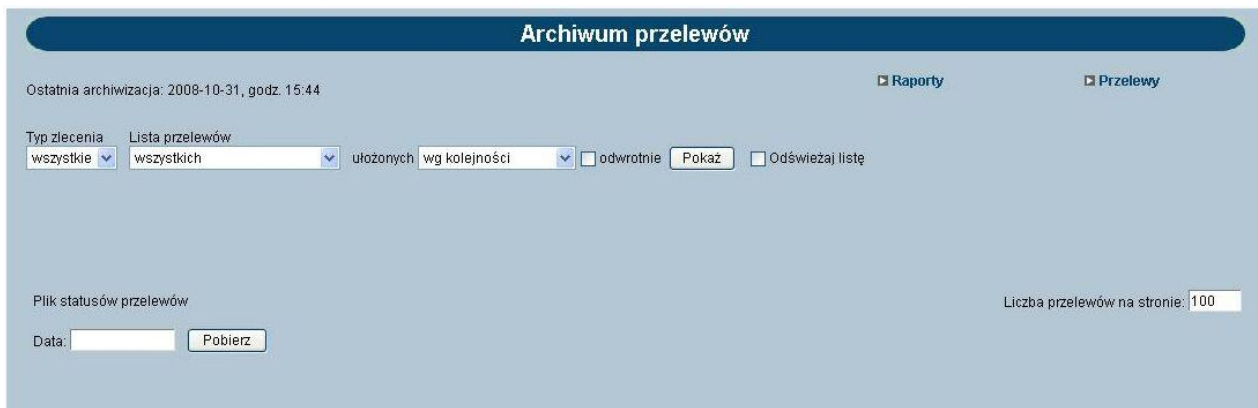 Archiwum przelewów
Ostatnia archiwizacja: 2008-10-31, godz. 15:44
Raporty
Przelewy
Typ zlecenia Lista przelewów
wszystkie wszystkich ułożonych wg kolejności odwrotnie Pokaż Odświeżaj listę
Plik statusów przelewów
Liczba przelewów na stronie: 100
Data: Pobierz